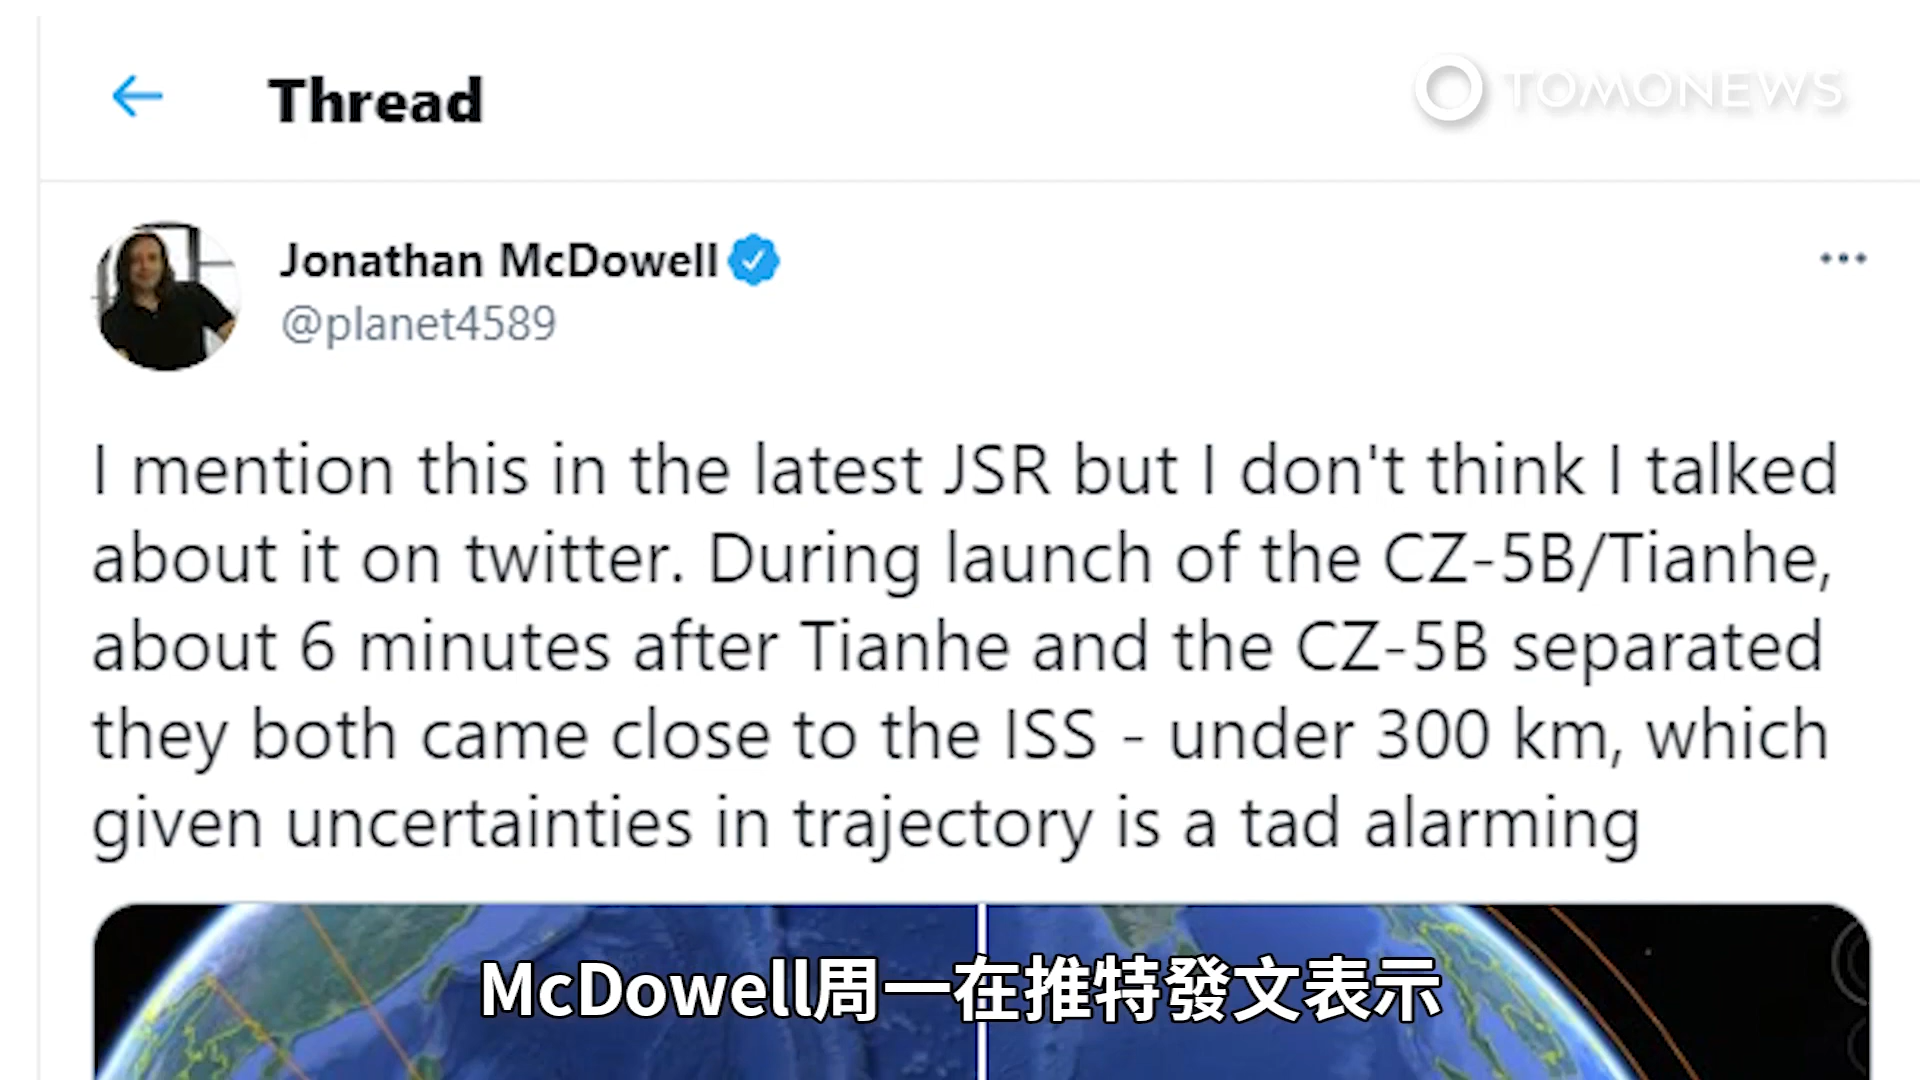 Thread
TOMONEWS
Jonathan McDowell
@planet4589
I mention this in the latest JSR but I don't think I talked
about it on twitter. During launch of the CZ-5B/Tianhe,
about 6 minutes after Tianhe and the CZ-5B separated
they both came close to the ISS - under 300 km, which
given uncertainties in trajectory is a tad alarming
McDowell周一在推特發文表示